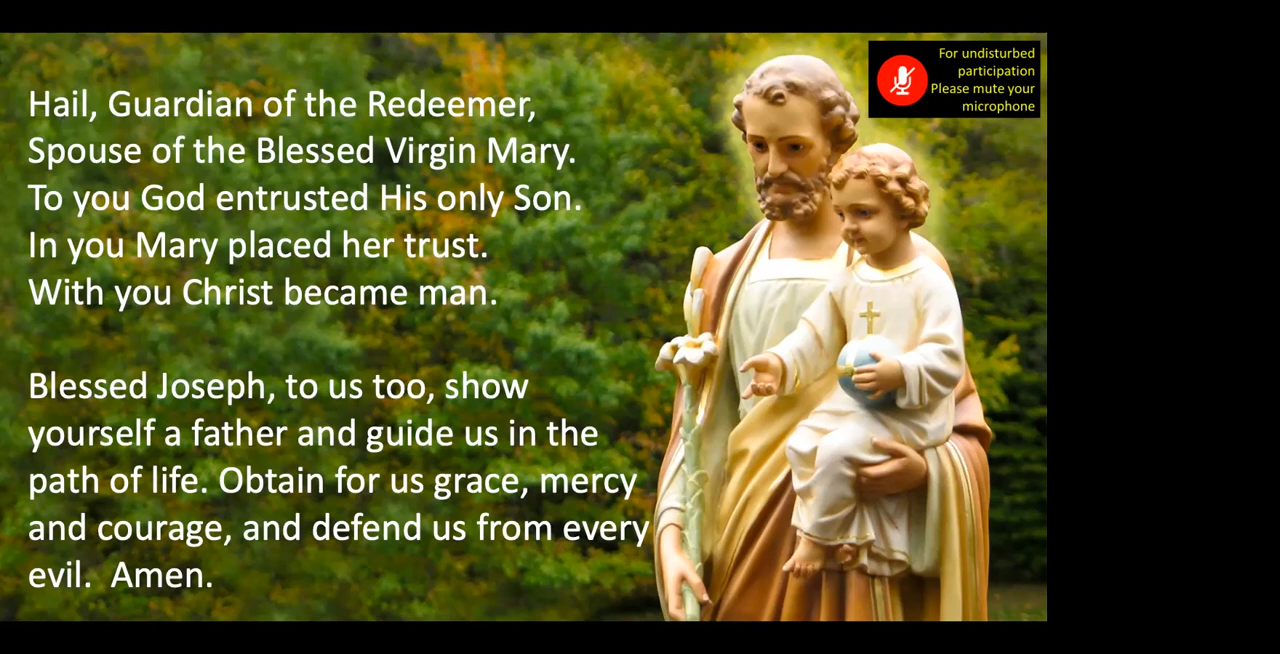 Hail, Guardian of the Redeemer,
Spouse of the Blessed Virgin Mary.
To you God entrusted His only Son.
In you Mary placed her trust.
With you Christ became man.
Blessed Joseph, to us too, show
yourself a father and guide us in the
path of life. Obtain for us grace, mercy
and courage, and defend us from every
evil.  Amen.
For undisturbed
participation
Please mute your
microphone